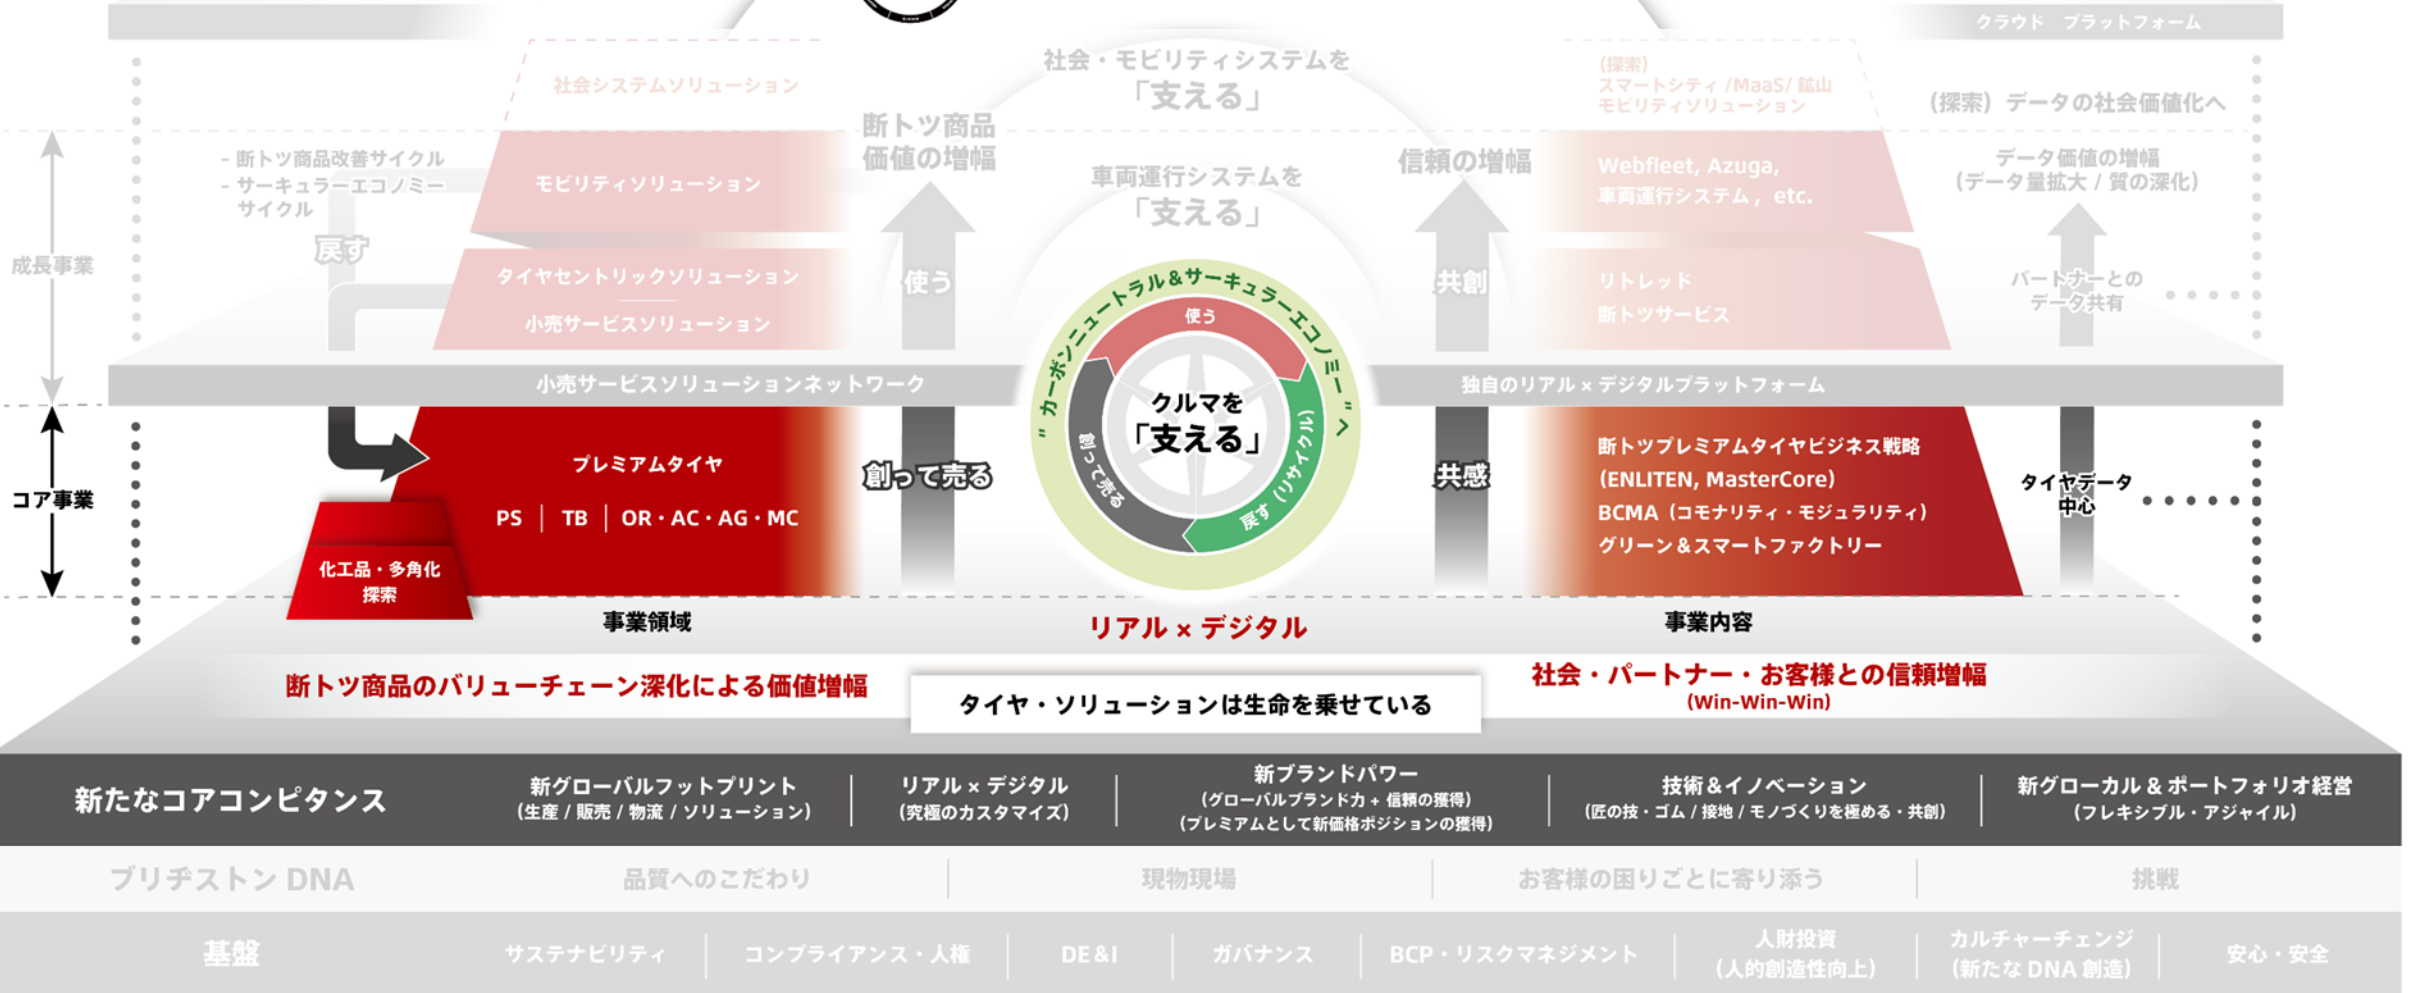 クラウド プラットフォーム
社会システムソリューション
社会・モビリティシステムを
「支える」
(探索)
スマートシティ /MaaS/ 鉱山
モビリティソリューション
(探索) データの社会価値化へ
- 断トツ商品改善サイクル
- サーキュラーエコノミー
サイクル
モビリティソリューション
断トツ商品
価値の増幅
車両運行システムを
「支える」
信頼の増幅
Webfleet, Azuga,
車両運行システム , etc.
データ価値の増幅
(データ量拡大 / 質の深化)
成長事業
戻す
タイヤセントリックソリューション
小売サービスソリューション
使う
共創
リトレッド
断トツサービス
パートナーとの
データ共有
小売サービスソリューションネットワーク
独自のリアル × デジタルプラットフォーム
" カーボンニュートラル&サーキュラーエコノミー " へ
使う
創って売る
戻す (リサイクル)
クルマを
「支える」
コア事業
プレミアムタイヤ
PS | TB | OR・AC・AG・MC
化工品・多角化
探索
創って売る
共感
断トツプレミアムタイヤビジネス戦略
(ENLITEN, MasterCore)
BCMA (コモナリティ・モジュラリティ)
グリーン&スマートファクトリー
タイヤデータ
中心
事業領域
リアル × デジタル
事業内容
断トツ商品のバリューチェーン深化による価値増幅
タイヤ・ソリューションは生命を乗せている
社会・パートナー・お客様との信頼増幅
(Win-Win-Win)
新たなコアコンピタンス
新グローバルフットプリント
(生産 / 販売 / 物流 / ソリューション)
リアル × デジタル
(究極のカスタマイズ)
新ブランドパワー
(グローバルブランド力 + 信頼の獲得)
(プレミアムとして新価格ポジションの獲得)
技術&イノベーション
(匠の技・ゴム / 接地 / モノづくりを極める・共創)
新グローカル & ポートフォリオ経営
(フレキシブル・アジャイル)
ブリヂストン DNA
品質へのこだわり
現物現場
お客様の困りごとに寄り添う
挑戦
基盤
サステナビリティ
コンプライアンス・人権
DE&I
ガバナンス
BCP・リスクマネジメント
人財投資
(人的創造性向上)
カルチャーチェンジ
(新たな DNA 創造)
安心・安全